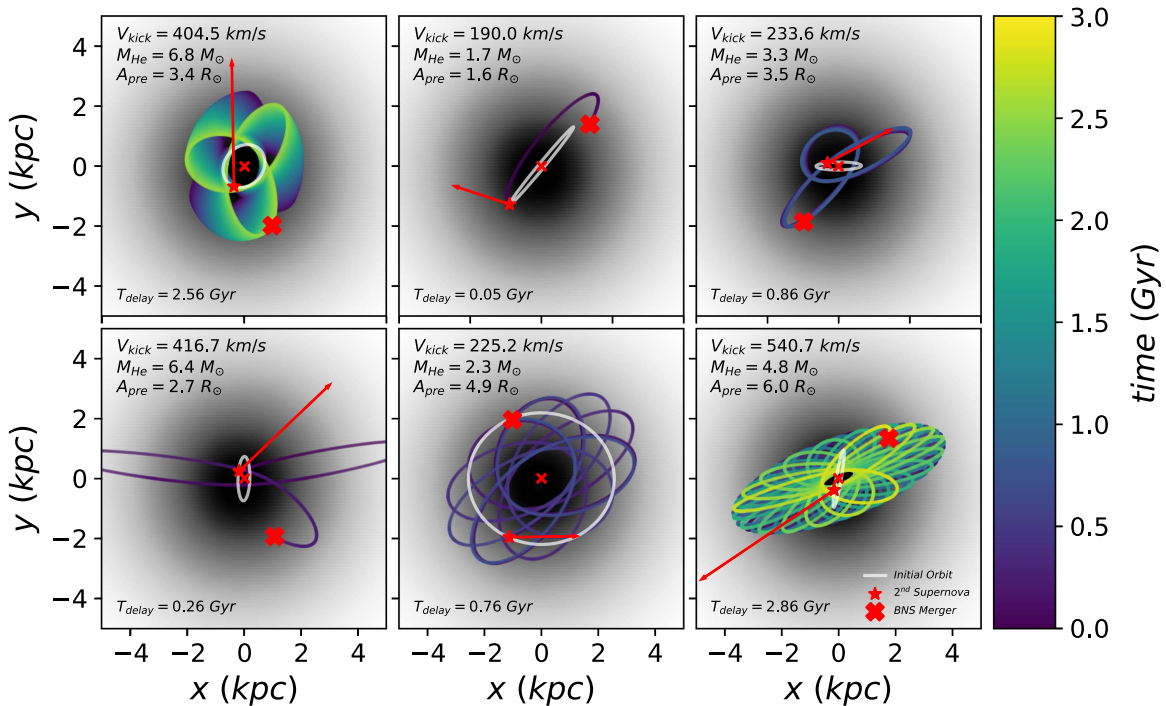 V_kick = 404.5 km/s
M_He = 6.8 M_⊙
A_pre = 3.4 R_⊙
T_delay = 2.56 Gyr
V_kick = 190.0 km/s
M_He = 1.7 M_⊙
A_pre = 1.6 R_⊙
T_delay = 0.05 Gyr
V_kick = 233.6 km/s
M_He = 3.3 M_⊙
A_pre = 3.5 R_⊙
T_delay = 0.86 Gyr
4
2
0
−2
−4
y (kpc)
V_kick = 416.7 km/s
M_He = 6.4 M_⊙
A_pre = 2.7 R_⊙
T_delay = 0.26 Gyr
V_kick = 225.2 km/s
M_He = 2.3 M_⊙
A_pre = 4.9 R_⊙
T_delay = 0.76 Gyr
V_kick = 540.7 km/s
M_He = 4.8 M_⊙
A_pre = 6.0 R_⊙
T_delay = 2.86 Gyr
Initial Orbit
2^nd Supernova
BNS Merger
4
2
0
−2
−4
y (kpc)
−4 −2 0 2 4
x (kpc)
−4 −2 0 2 4
x (kpc)
−4 −2 0 2 4
x (kpc)
3.0
2.5
2.0
1.5
1.0
0.5
0.0
time (Gyr)